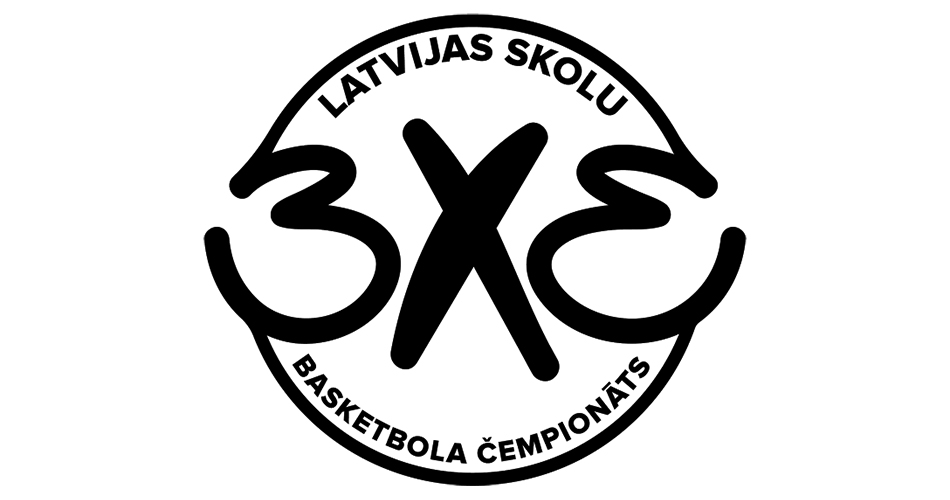 LATVIJAS SKOLU
3X3
BASKETBOLA ČEMPIONĀTS